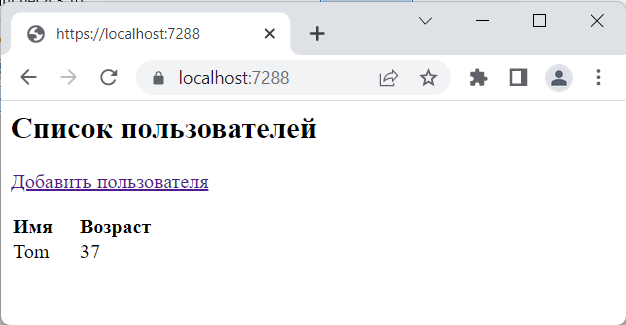 https://localhost:7288
localhost:7288
Список пользователей
Добавить пользователя
Имя Возраст
Tom 37